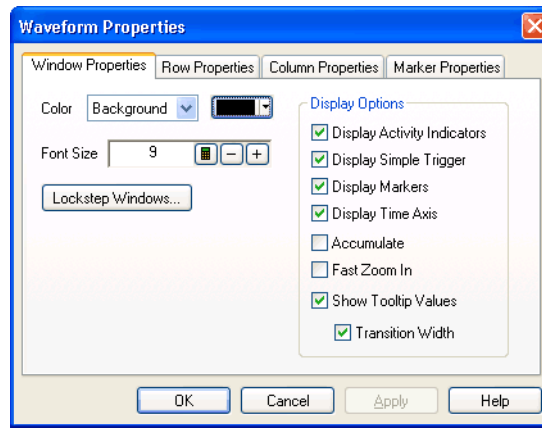 Waveform Properties
Window Properties Row Properties Column Properties Marker Properties
Color Background
Font Size 9
Lockstep Windows...
Display Options
Display Activity Indicators
Display Simple Trigger
Display Markers
Display Time Axis
Accumulate
Fast Zoom In
Show Tooltip Values
Transition Width
OK Cancel Apply Help